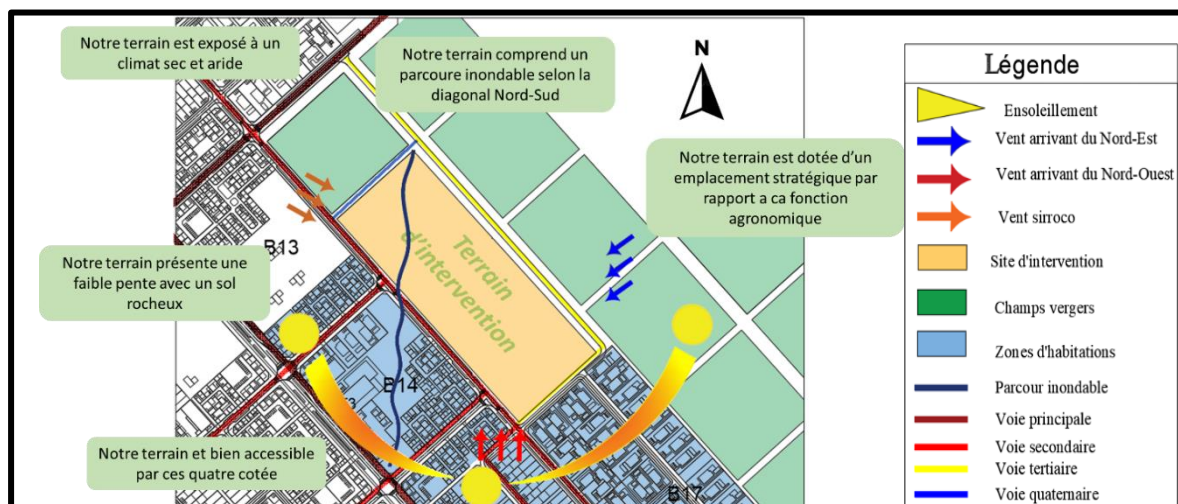 Notre terrain est exposé à un
climat sec et aride
Notre terrain comprend un
parcoure inondable selon la
diagonal Nord-Sud
N
Notre terrain est dotée d'un
emplacement stratégique par
rapport a ca fonction
agronomique
Terrain
d'intervention
B13
Notre terrain présente une
faible pente avec un sol
rocheux
B14
Notre terrain et bien accessible
par ces quatre cotée
B17
Légende
Ensoleillement
Vent arrivant du Nord-Est
Vent arrivant du Nord-Ouest
Vent sirroco
Site d'intervention
Champs vergers
Zones d'habitations
Parcour inondable
Voie principale
Voie secondaire
Voie tertiaire
Voie quaternaire